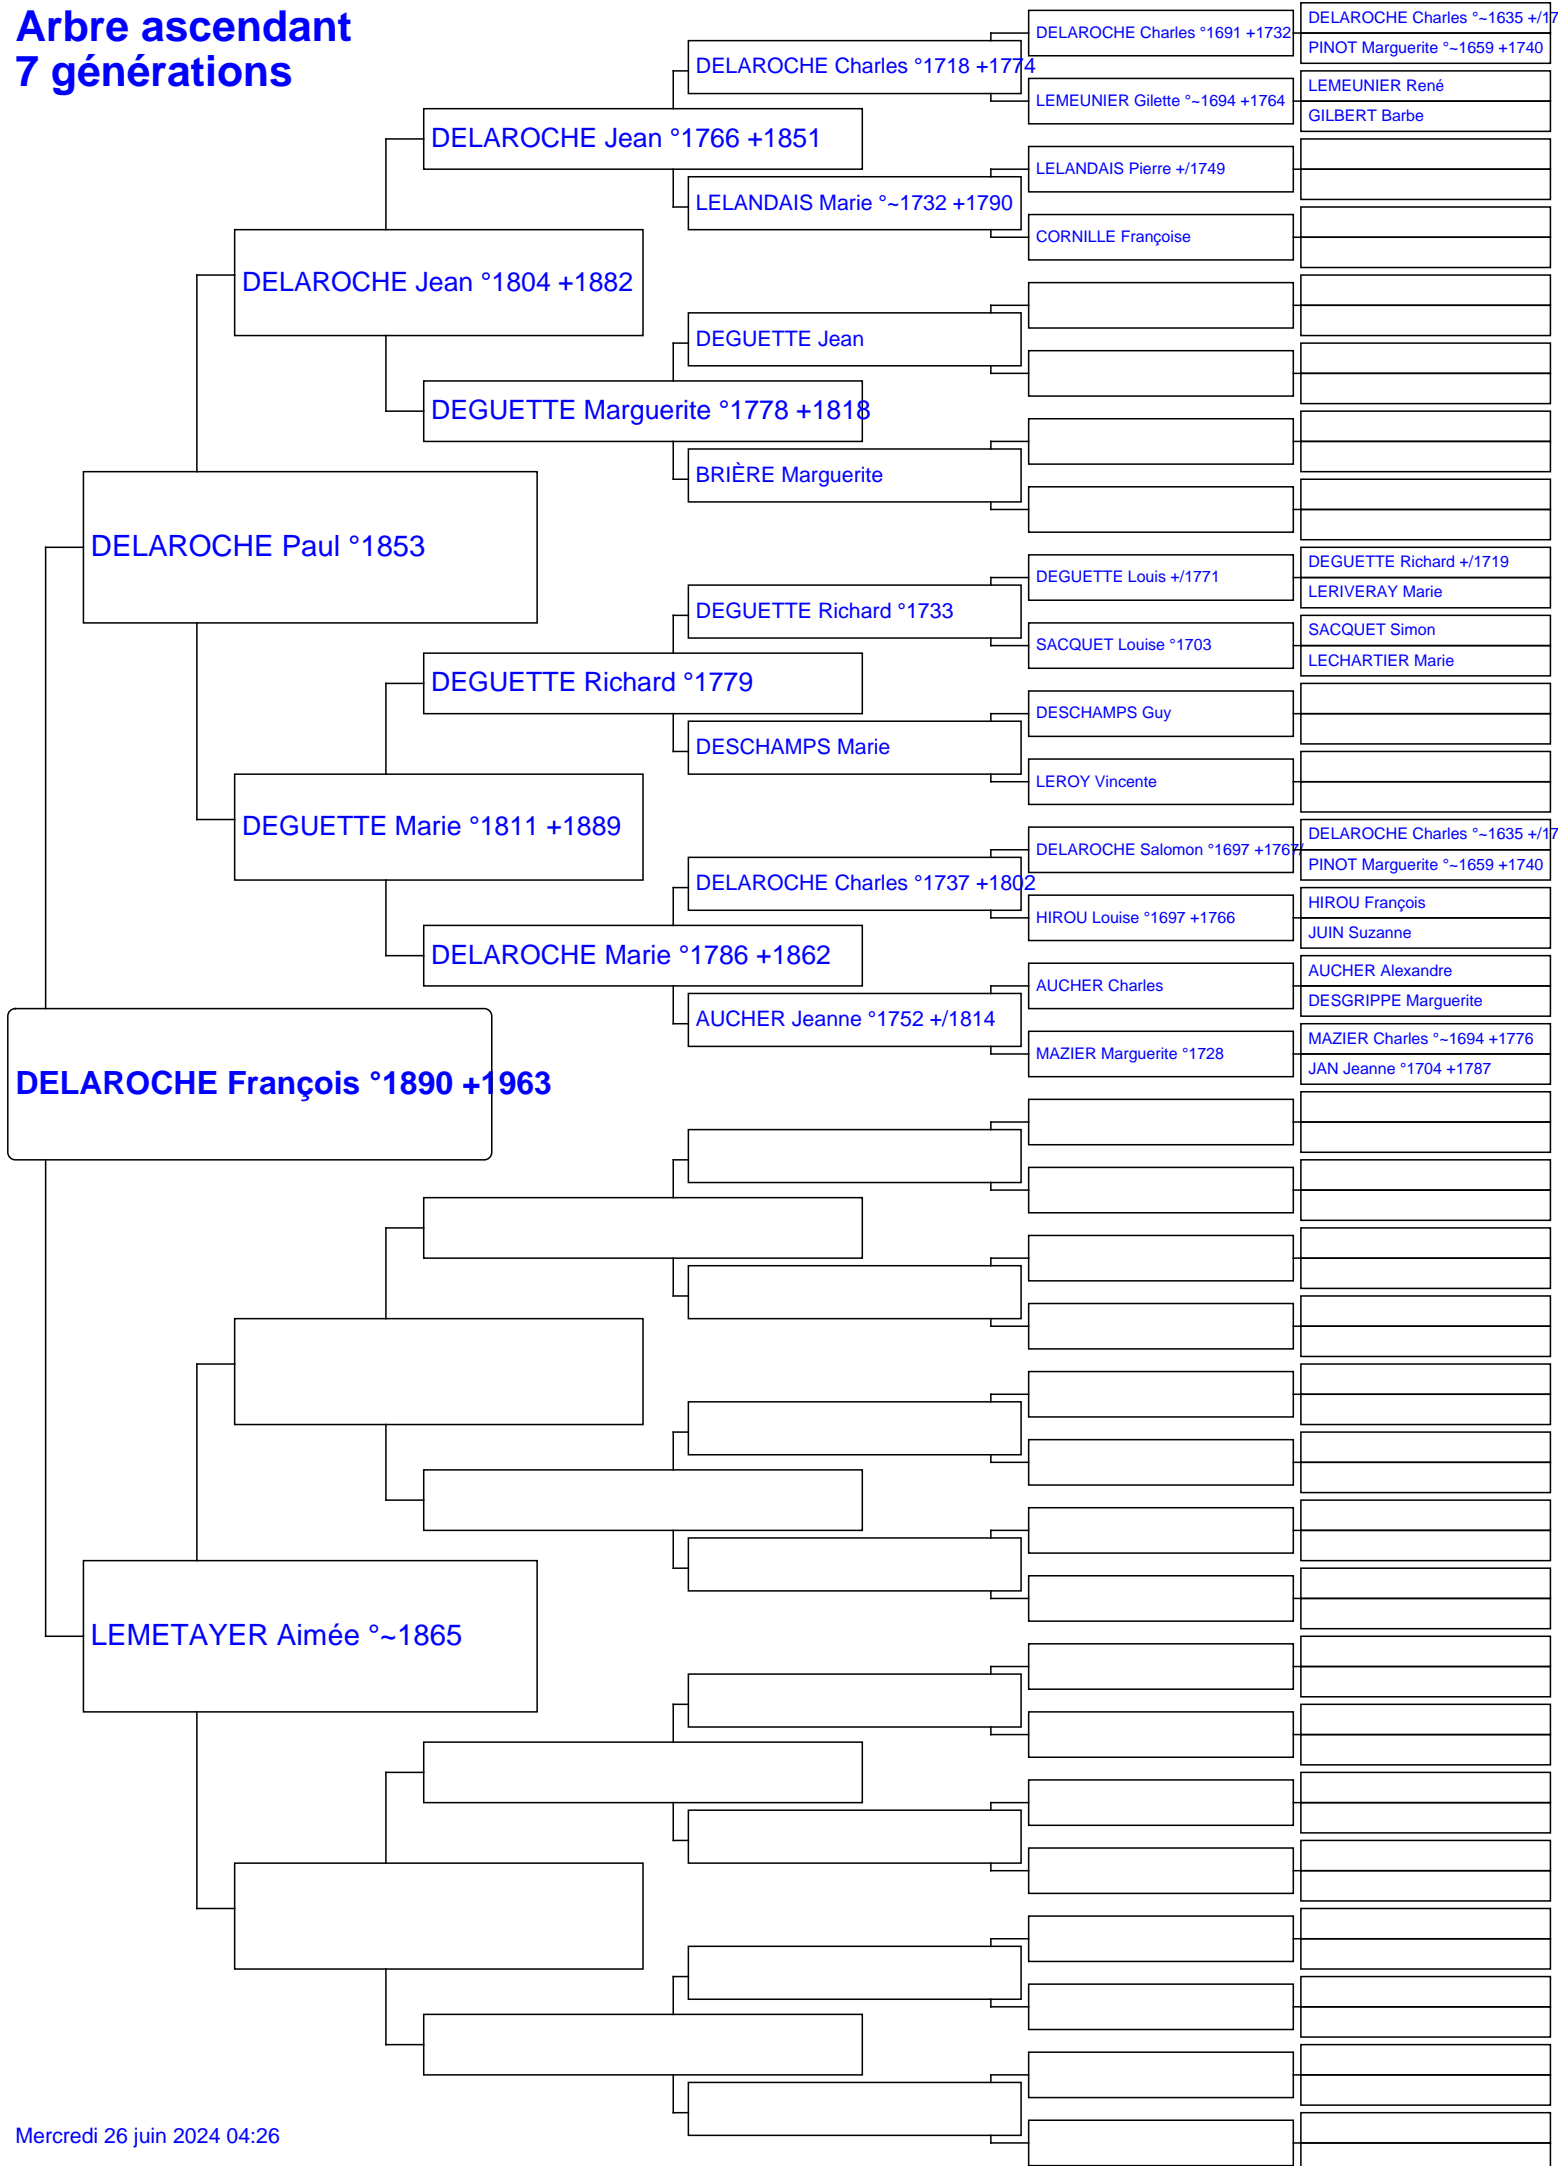 Arbre ascendant
7 générations
DELAROCHE François °1890 +1963
DELAROCHE Paul °1853
LEMETAYER Aimée °~1865
DELAROCHE Jean °1804 +1882
DEGUETTE Marie °1811 +1889
DELAROCHE Jean °1766 +1851
DEGUETTE Marguerite °1778 +1818
DEGUETTE Richard °1779
DELAROCHE Marie °1786 +1862
DELAROCHE Charles °1718 +1774
LELANDAIS Marie °~1732 +1790
DEGUETTE Jean
BRIÈRE Marguerite
DEGUETTE Richard °1733
DESCHAMPS Marie
DELAROCHE Charles °1737 +1802
AUCHER Jeanne °1752 +/1814
DELAROCHE Charles °1691 +1732
LEMEUNIER Gilette °~1694 +1764
LELANDAIS Pierre +/1749
CORNILLE Françoise
DEGUETTE Louis +/1771
SACQUET Louise °1703
DESCHAMPS Guy
LEROY Vincente
DELAROCHE Salomon °1697 +1767/
HIROU Louise °1697 +1766
AUCHER Charles
MAZIER Marguerite °1728
DELAROCHE Charles °~1635 +/17
PINOT Marguerite °~1659 +1740
LEMEUNIER René
GILBERT Barbe
DEGUETTE Richard +/1719
LERIVERAY Marie
SACQUET Simon
LECHARTIER Marie
DELAROCHE Charles °~1635 +/17
PINOT Marguerite °~1659 +1740
HIROU François
JUIN Suzanne
AUCHER Alexandre
DESGRIPPE Marguerite
MAZIER Charles °~1694 +1776
JAN Jeanne °1704 +1787
Mercredi 26 juin 2024 04:26